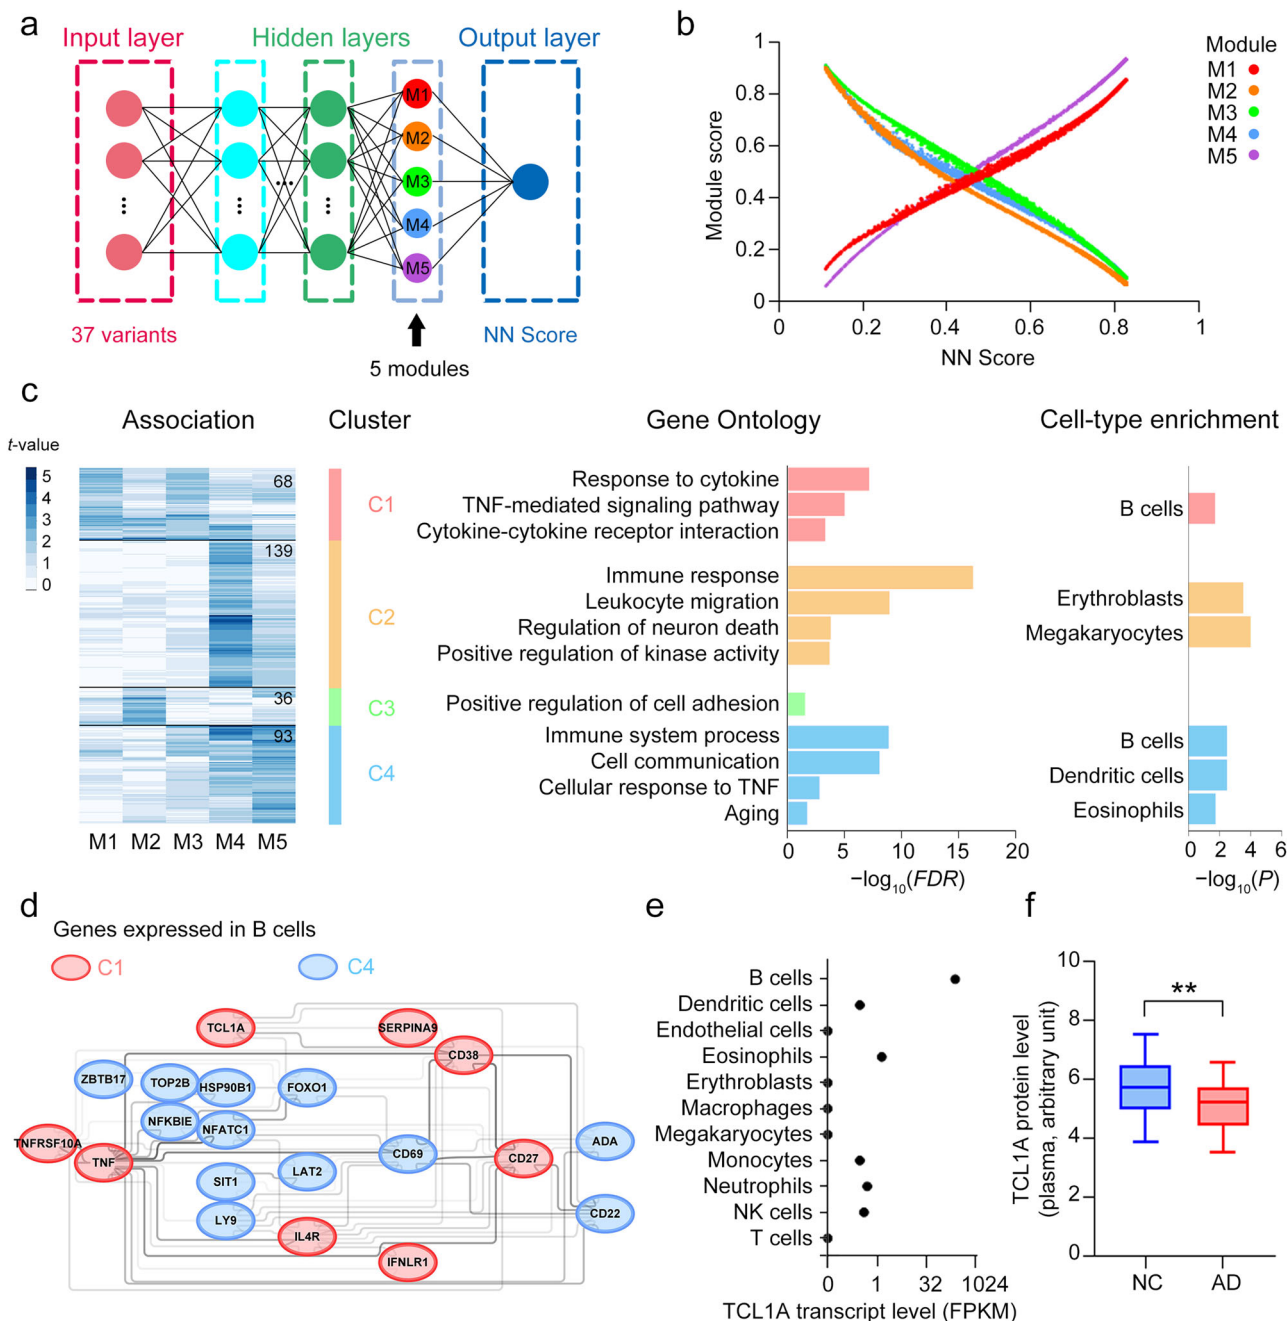 a
Input layer
Hidden layers
Output layer
M1
M2
...
M3
M4
M5
37 variants
NN Score
5 modules
b
Module score
1
0.8
0.6
0.4
0.2
0
0
0.2
0.4
0.6
0.8
1
NN Score
Module
M1
M2
M3
M4
M5
c
Association
Cluster
Gene Ontology
Cell-type enrichment
t-value
5
4
3
2
1
0
68
139
36
93
M1 M2 M3 M4 M5
C1
C2
C3
C4
Response to cytokine
TNF-mediated signaling pathway
Cytokine-cytokine receptor interaction
Immune response
Leukocyte migration
Regulation of neuron death
Positive regulation of kinase activity
Positive regulation of cell adhesion
Immune system process
Cell communication
Cellular response to TNF
Aging
0 5 10 15 20
−log10(FDR)
B cells
Erythroblasts
Megakaryocytes
B cells
Dendritic cells
Eosinophils
0 2 4 6
−log10(P)
d
Genes expressed in B cells
C1
C4
TCL1A
SERPINA9
CD38
ZBTB17
TOP2B
HSP90B1
FOXO1
NFKBIE
NFATC1
TNFRSF10A
TNF
CD69
ADA
CD27
LAT2
SIT1
LY9
CD22
IL4R
IFNLR1
e
B cells
Dendritic cells
Endothelial cells
Eosinophils
Erythroblasts
Macrophages
Megakaryocytes
Monocytes
Neutrophils
NK cells
T cells
0 1 32 1024
TCL1A transcript level (FPKM)
f
TCL1A protein level
(plasma, arbitrary unit)
10
8
6
4
2
0
**
NC
AD